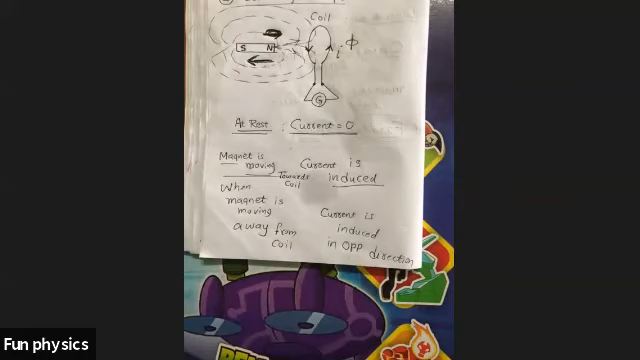 Coil
S N
i φ
G
At Rest : Current = 0
Magnet is moving Towards coil
Current is induced
When magnet is moving away from coil
Current is induced in opp direction
Fun physics